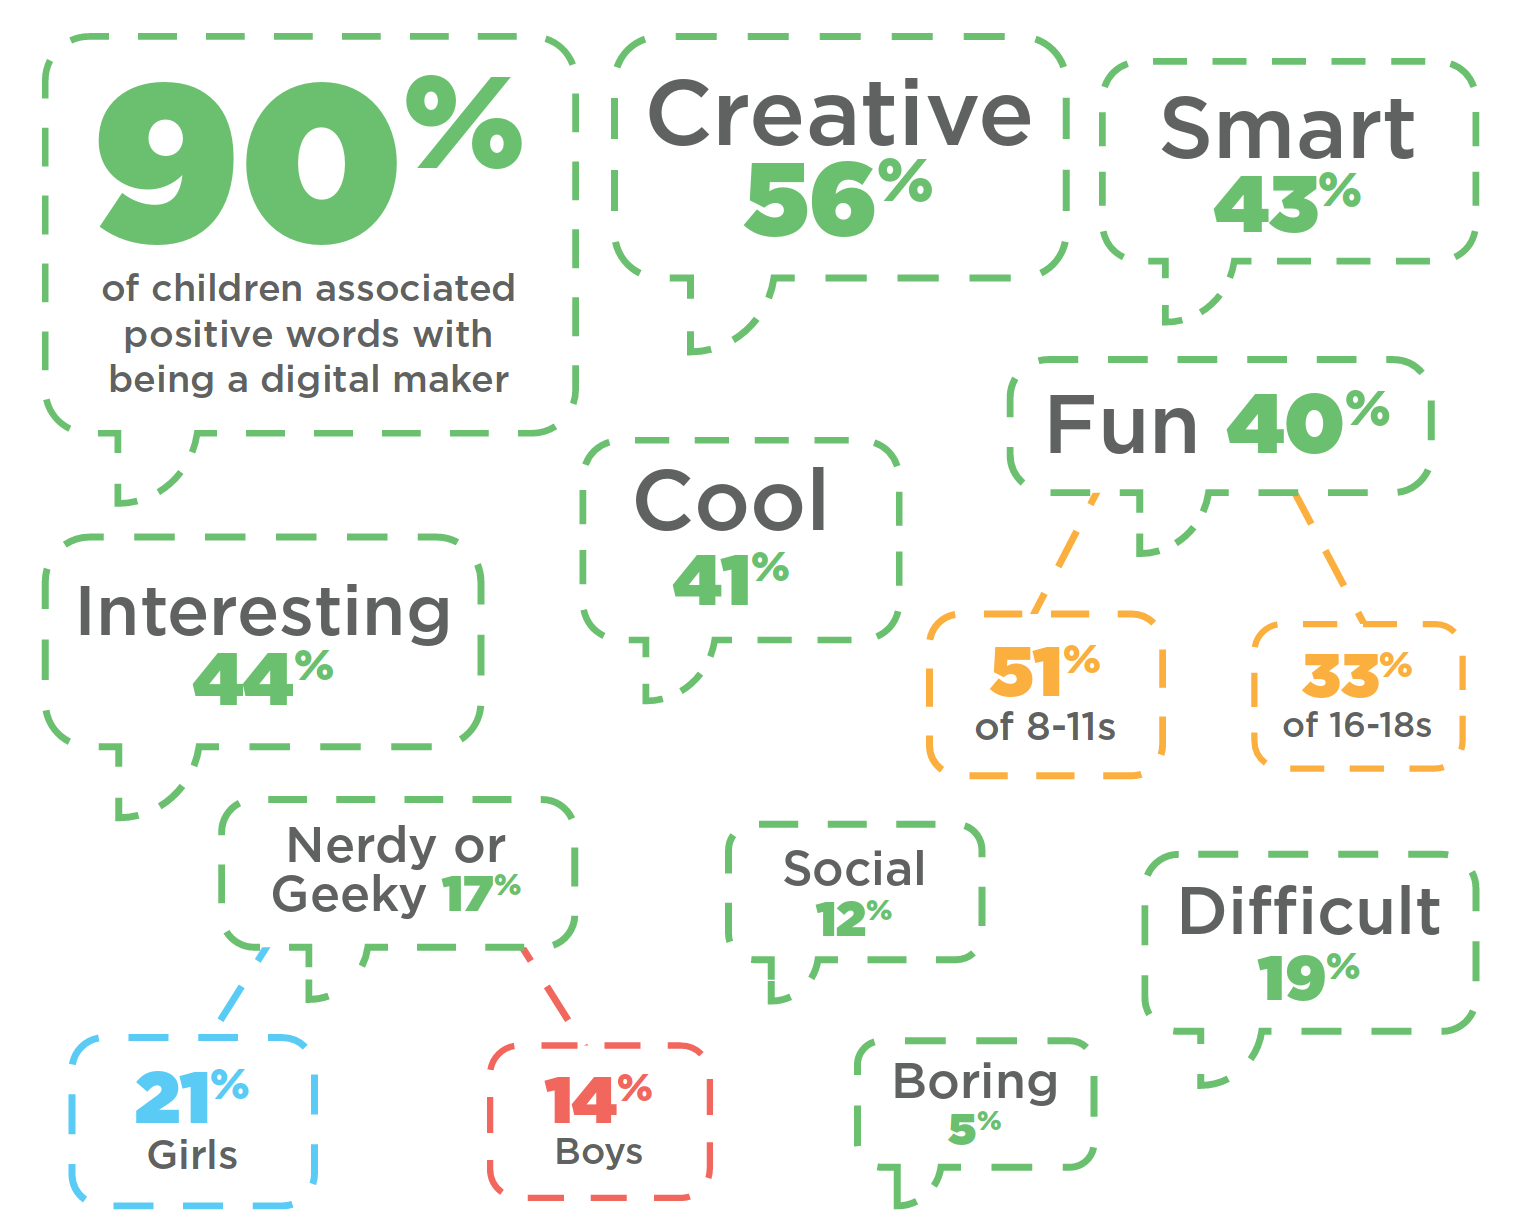 90%
of children associated
positive words with
being a digital maker
Creative
56%
Smart
43%
Fun 40%
51%
of 8-11s
33%
of 16-18s
Cool
41%
Interesting
44%
Nerdy or
Geeky 17%
21%
Girls
14%
Boys
Social
12%
Difficult
19%
Boring
5%